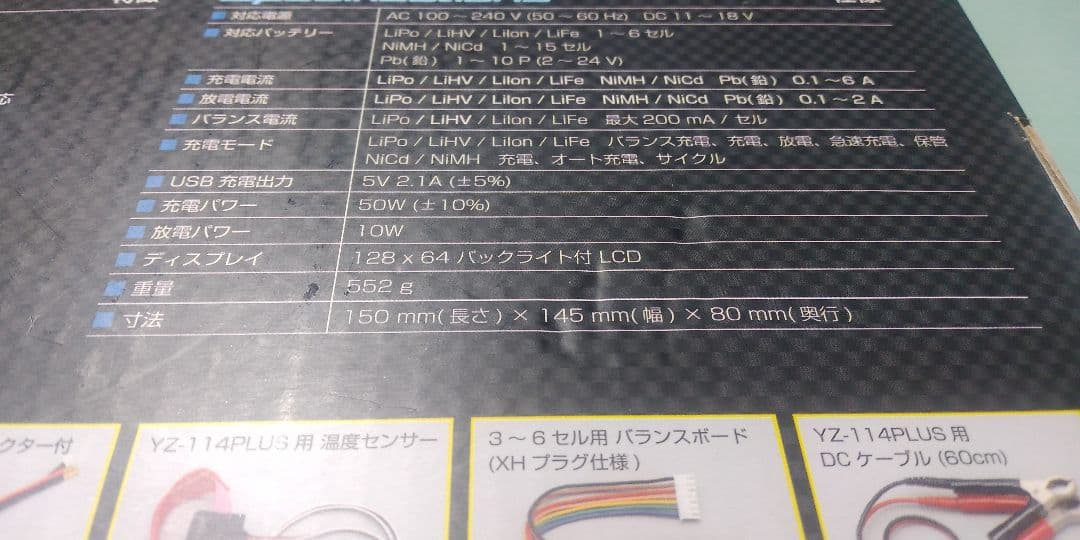 対応電源 AC 100 ~ 240 V (50 ~ 60 Hz) DC 11 ~ 18 V
対応バッテリー LiPo / LiHV / LiIon / LiFe 1 ~ 6 セル
NiMH / NiCd 1 ~ 15 セル
Pb(鉛) 1 ~ 10 P (2 ~ 24 V)
充電電流 LiPo / LiHV / LiIon / LiFe NiMH / NiCd Pb(鉛) 0.1 ~ 6 A
放電電流 LiPo / LiHV / LiIon / LiFe NiMH / NiCd Pb(鉛) 0.1 ~ 2 A
バランス電流 LiPo / LiHV / LiIon / LiFe 最大 200 mA / セル
充電モード LiPo / LiHV / LiIon / LiFe バランス充電、充電、放電、急速充電、保管
NiCd / NiMH 充電、オート充電、サイクル
USB 充電出力 5V 2.1A (±5%)
充電パワー 50W (±10%)
放電パワー 10W
ディスプレイ 128 x 64 バックライト付 LCD
重量 552 g
寸法 150 mm(長さ) × 145 mm(幅) × 80 mm(奥行)
応
クター付
YZ-114PLUS 用 温度センサー
3 ~ 6 セル用 バランスボード
(XH プラグ仕様)
YZ-114PLUS 用
DC ケーブル (60cm)